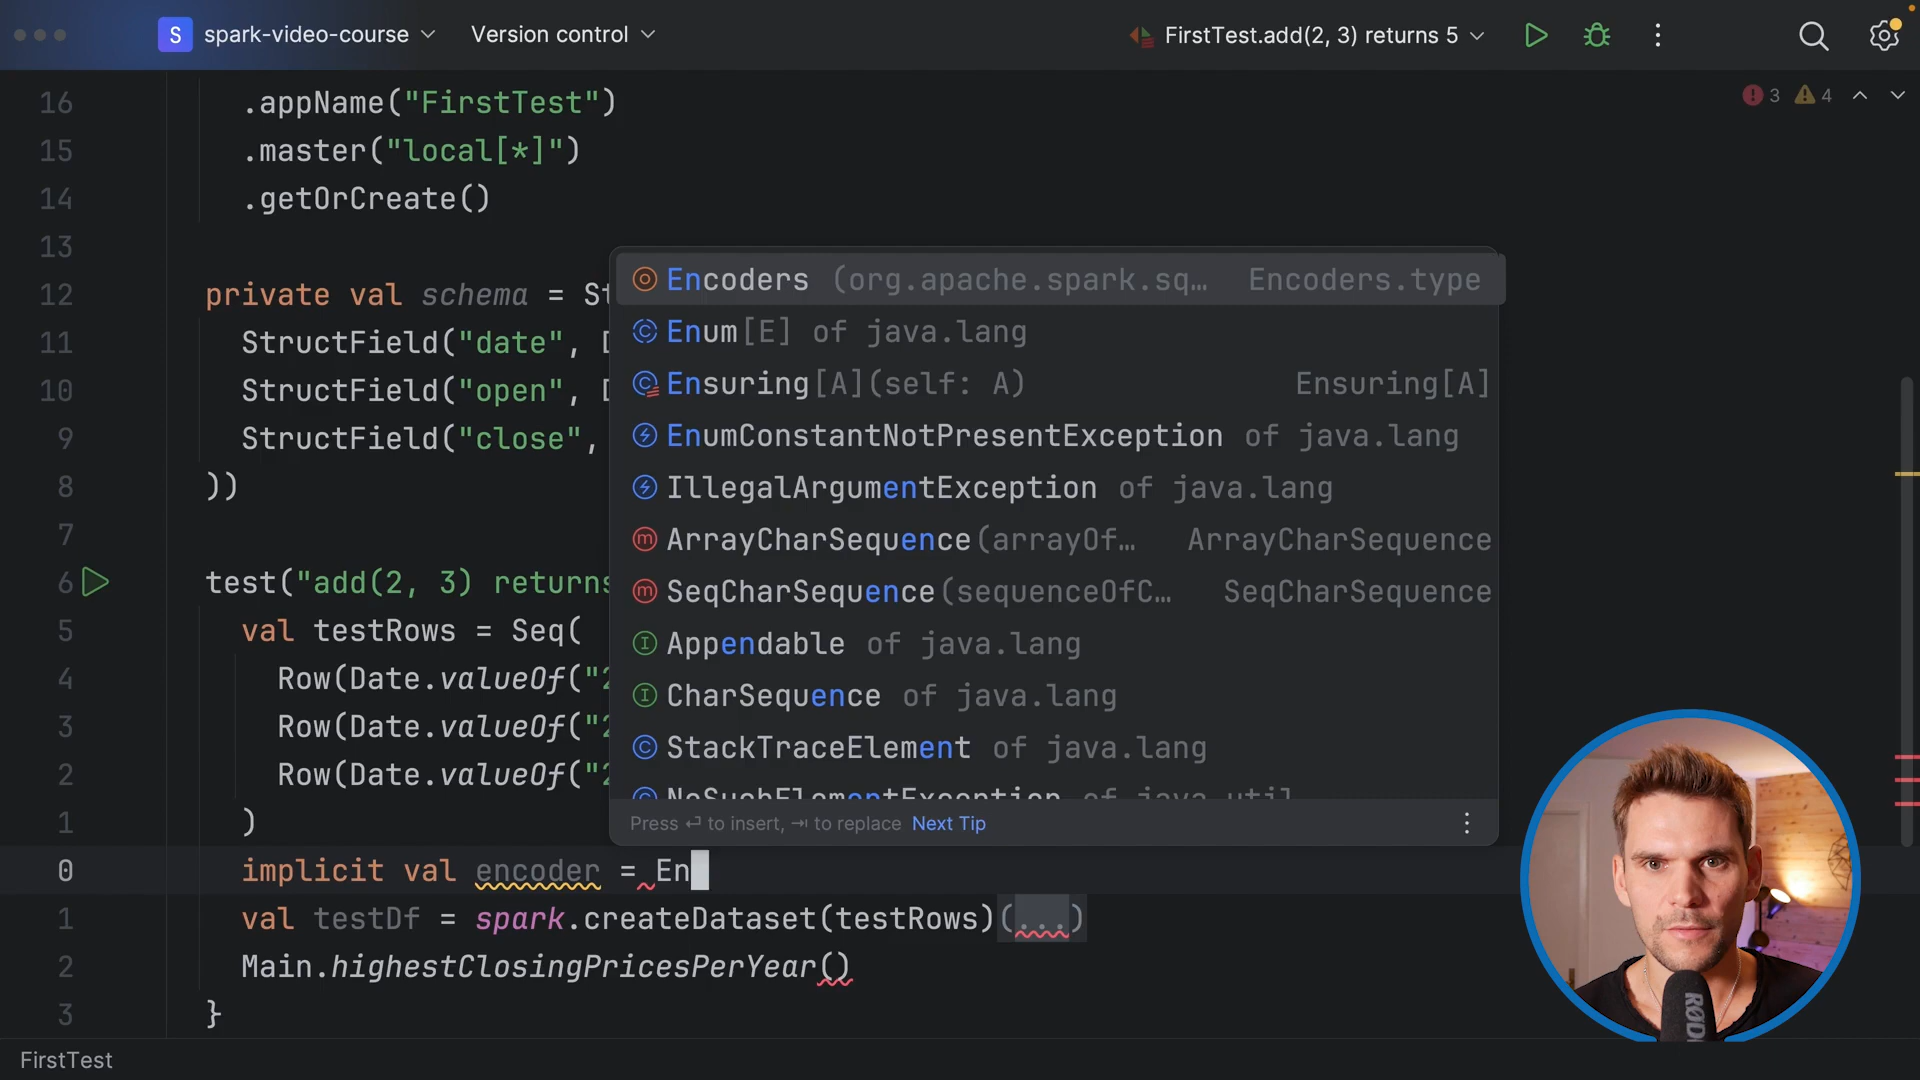 S spark-video-course Version control FirstTest.add(2, 3) returns 5
16 .appName("FirstTest") 3 4
15 .master("local[*]")
14 .getOrCreate()
13
12 private val schema = St
11 StructField("date", D
10 StructField("open", D
9 StructField("close",
8 ))
7
6 test("add(2, 3) returns
5 val testRows = Seq(
4 Row(Date.valueOf("2
3 Row(Date.valueOf("2
2 Row(Date.valueOf("2
1 )
0 implicit val encoder = En
1 val testDf = spark.createDataset(testRows)(...)
2 Main.highestClosingPricesPerYear()
3 }
Encoders (org.apache.spark.sq… Encoders.type
Enum[E] of java.lang
Ensuring[A](self: A) Ensuring[A]
EnumConstantNotPresentException of java.lang
IllegalArgumentException of java.lang
ArrayCharSequence(arrayOf… ArrayCharSequence
SeqCharSequence(sequenceOfC… SeqCharSequence
Appendable of java.lang
CharSequence of java.lang
StackTraceElement of java.lang
NoSuchElementException of java.util
Press ⏎ to insert, ⇥ to replace Next Tip
FirstTest
RØDE